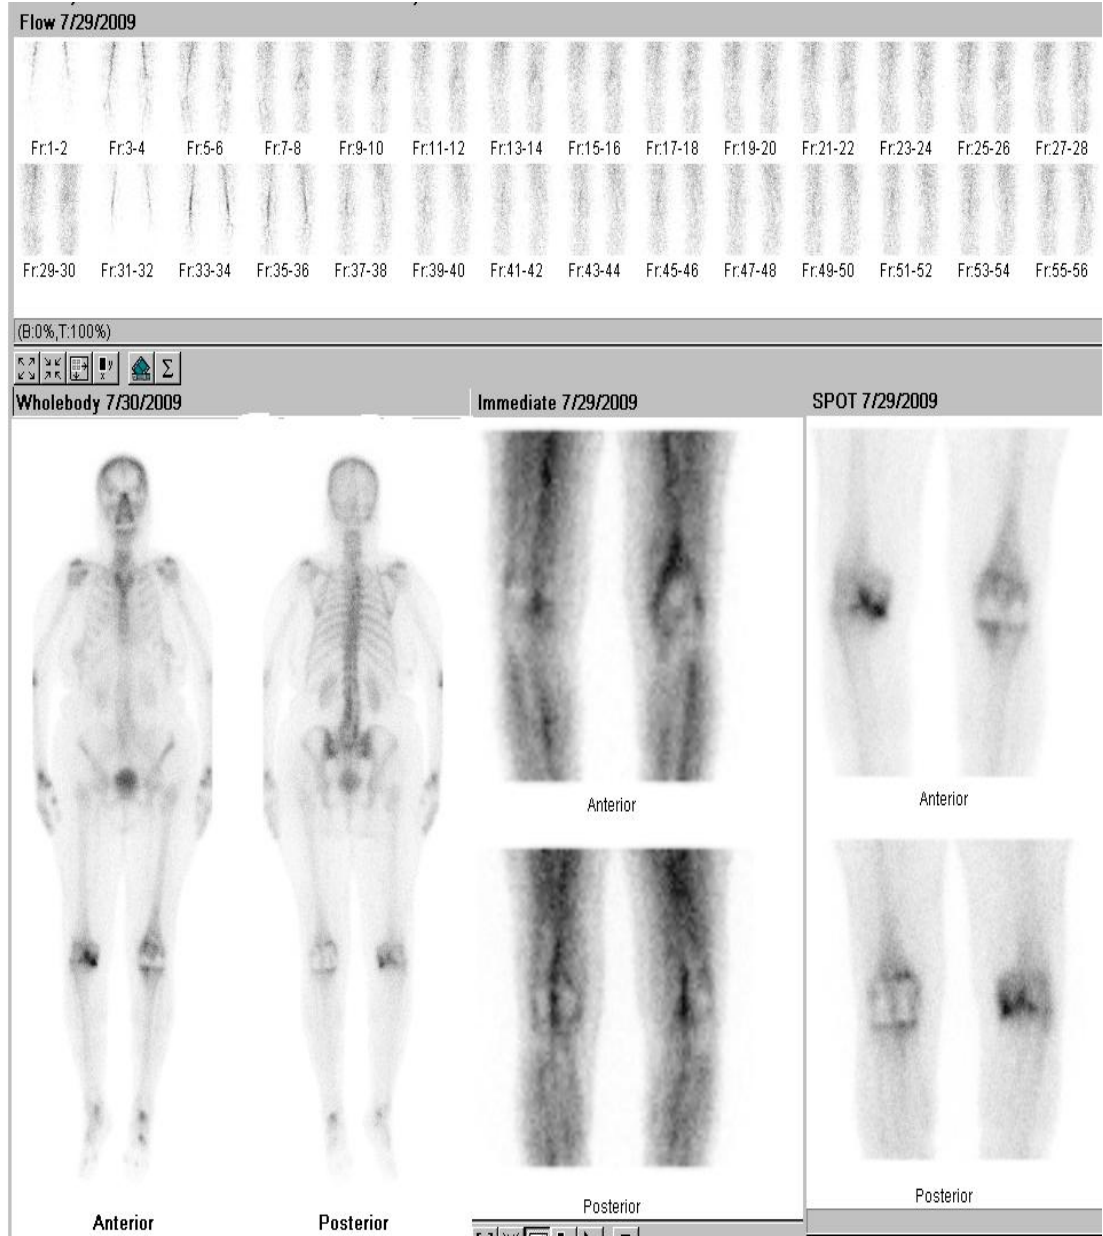 Flow 7/29/2009
Fr:1-2 Fr:3-4 Fr:5-6 Fr:7-8 Fr:9-10 Fr:11-12 Fr:13-14 Fr:15-16 Fr:17-18 Fr:19-20 Fr:21-22 Fr:23-24 Fr:25-26 Fr:27-28
Fr:29-30 Fr:31-32 Fr:33-34 Fr:35-36 Fr:37-38 Fr:39-40 Fr:41-42 Fr:43-44 Fr:45-46 Fr:47-48 Fr:49-50 Fr:51-52 Fr:53-54 Fr:55-56
(B:0%,T:100%)
Σ
Wholebody 7/30/2009
Anterior Posterior
Immediate 7/29/2009
Anterior
Posterior
SPOT 7/29/2009
Anterior
Posterior